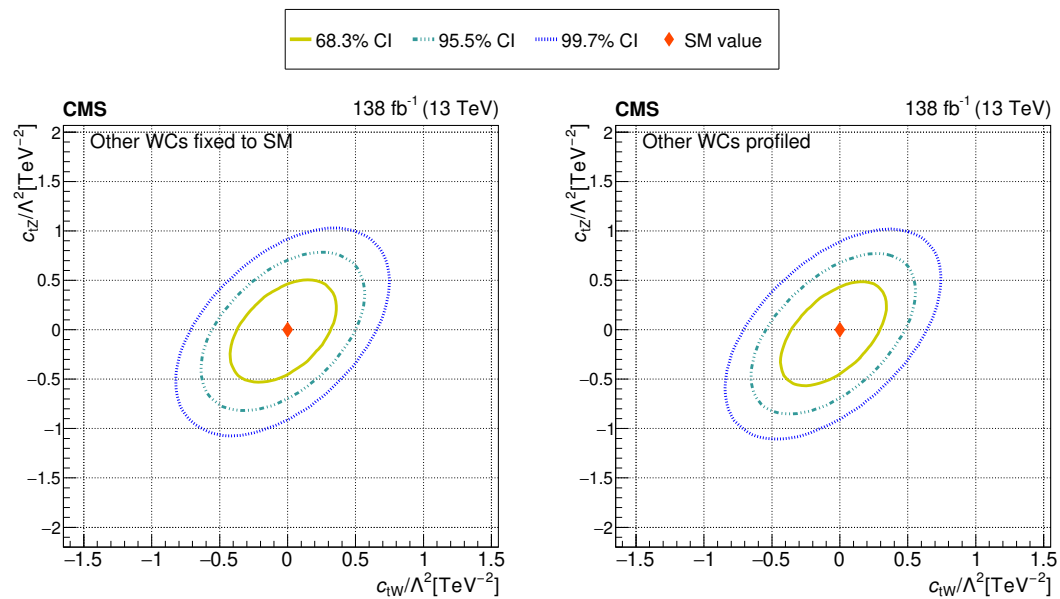 68.3% CI 95.5% CI 99.7% CI SM value
CMS 138 fb⁻¹ (13 TeV)
Other WCs fixed to SM
c_tZ/Λ²[TeV⁻²]
2
1.5
1
0.5
0
−0.5
−1
−1.5
−2
−1.5 −1 −0.5 0 0.5 1 1.5
c_tW/Λ²[TeV⁻²]
CMS 138 fb⁻¹ (13 TeV)
Other WCs profiled
c_tZ/Λ²[TeV⁻²]
2
1.5
1
0.5
0
−0.5
−1
−1.5
−2
−1.5 −1 −0.5 0 0.5 1 1.5
c_tW/Λ²[TeV⁻²]